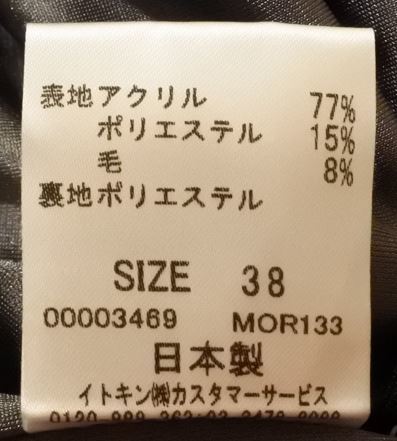 表地アクリル 77%
ポリエステル 15%
毛 8%
裏地ポリエステル
SIZE 38
00003469 MOR133
日本製
イトキン㈱カスタマーサービス